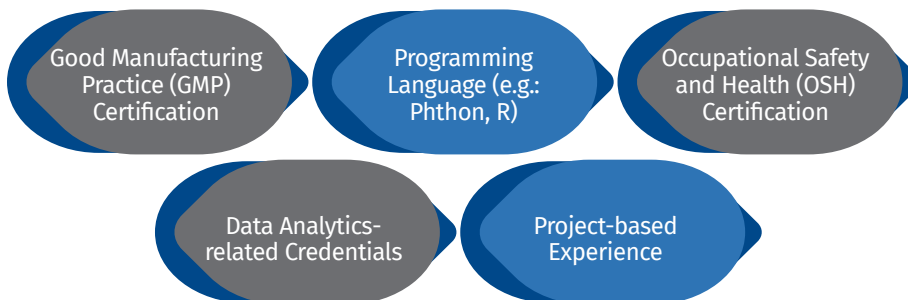 Good Manufacturing
Practice (GMP)
Certification
Programming
Language (e.g.:
Phthon, R)
Occupational Safety
and Health (OSH)
Certification
Data Analytics-
related Credentials
Project-based
Experience